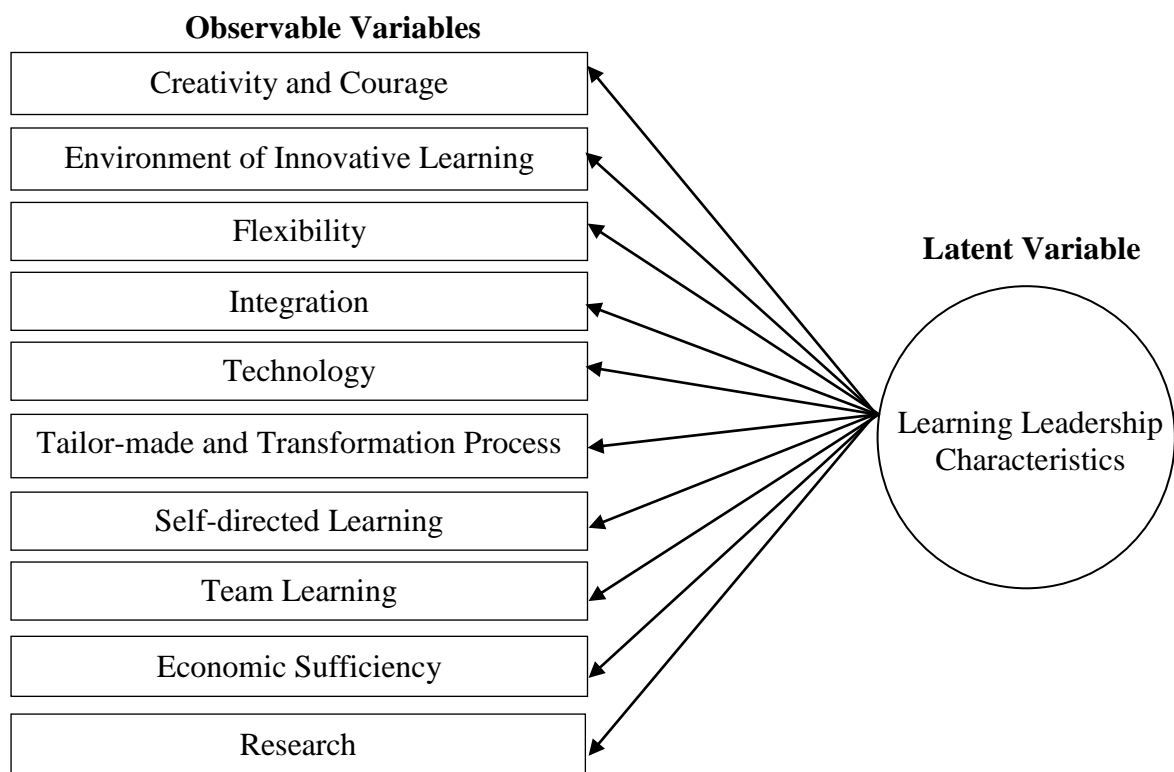 Observable Variables
Creativity and Courage
Environment of Innovative Learning
Flexibility
Integration
Technology
Tailor-made and Transformation Process
Self-directed Learning
Team Learning
Economic Sufficiency
Research
Latent Variable
Learning Leadership
Characteristics